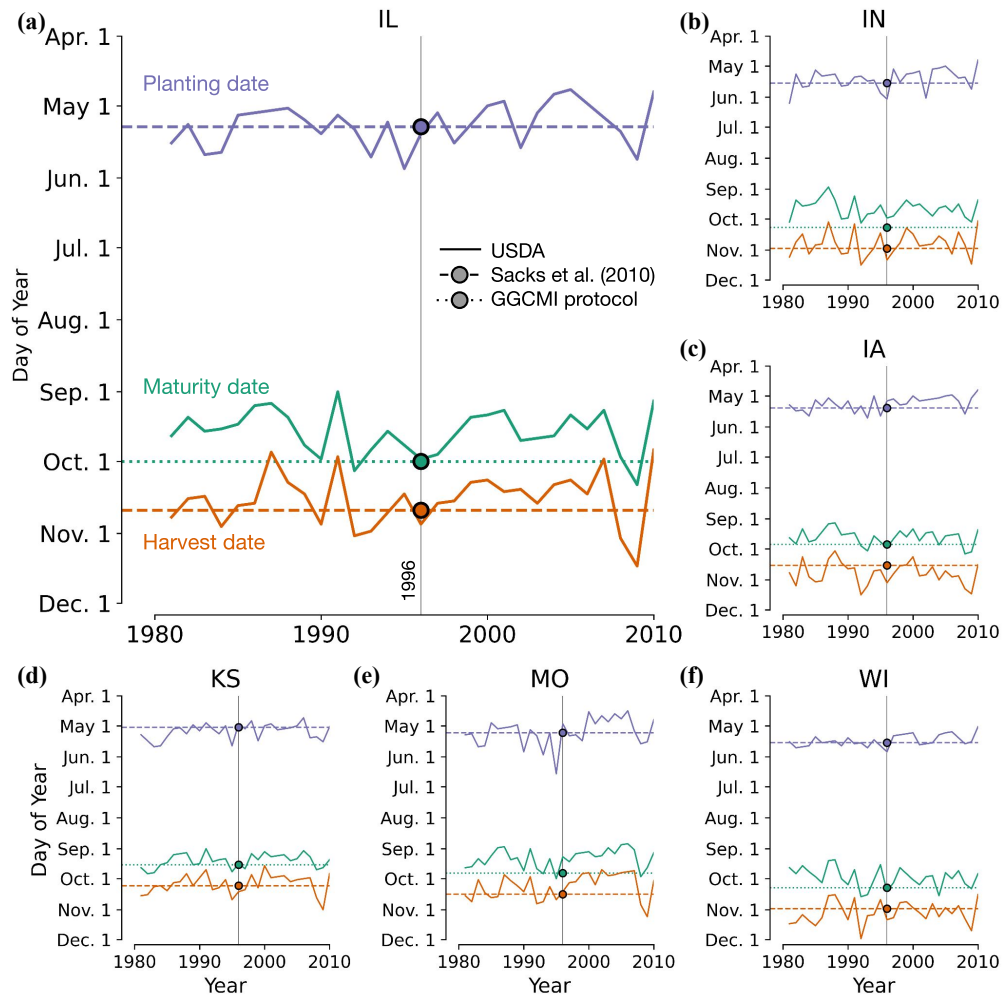 (a)
IL
Apr. 1
May 1
Jun. 1
Jul. 1
Aug. 1
Sep. 1
Oct. 1
Nov. 1
Dec. 1
Day of Year
Planting date
Maturity date
Harvest date
USDA
Sacks et al. (2010)
GGCMI protocol
1996
1980 1990 2000 2010
(b)
IN
Apr. 1
May 1
Jun. 1
Jul. 1
Aug. 1
Sep. 1
Oct. 1
Nov. 1
Dec. 1
1980 1990 2000 2010
(c)
IA
Apr. 1
May 1
Jun. 1
Jul. 1
Aug. 1
Sep. 1
Oct. 1
Nov. 1
Dec. 1
1980 1990 2000 2010
(d)
KS
Apr. 1
May 1
Jun. 1
Jul. 1
Aug. 1
Sep. 1
Oct. 1
Nov. 1
Dec. 1
Day of Year
1980 1990 2000 2010
Year
(e)
MO
Apr. 1
May 1
Jun. 1
Jul. 1
Aug. 1
Sep. 1
Oct. 1
Nov. 1
Dec. 1
1980 1990 2000 2010
Year
(f)
WI
Apr. 1
May 1
Jun. 1
Jul. 1
Aug. 1
Sep. 1
Oct. 1
Nov. 1
Dec. 1
1980 1990 2000 2010
Year